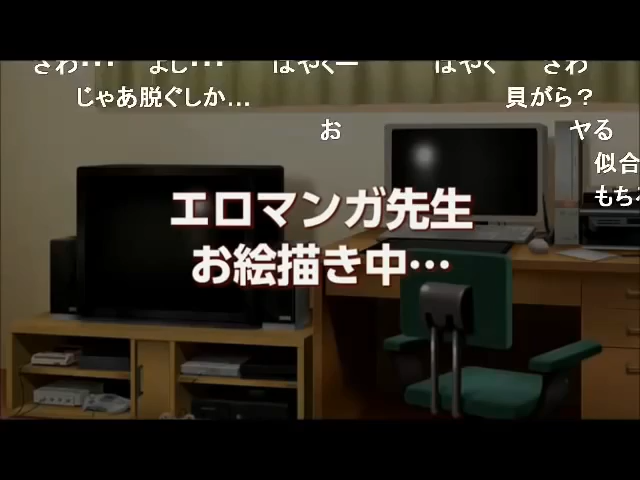 さわ・・・ よし・・・ はやくー はやく さわ
じゃあ脱ぐしか… 貝がら？
お ヤる
似合
もち
エロマンガ先生
お絵描き中…